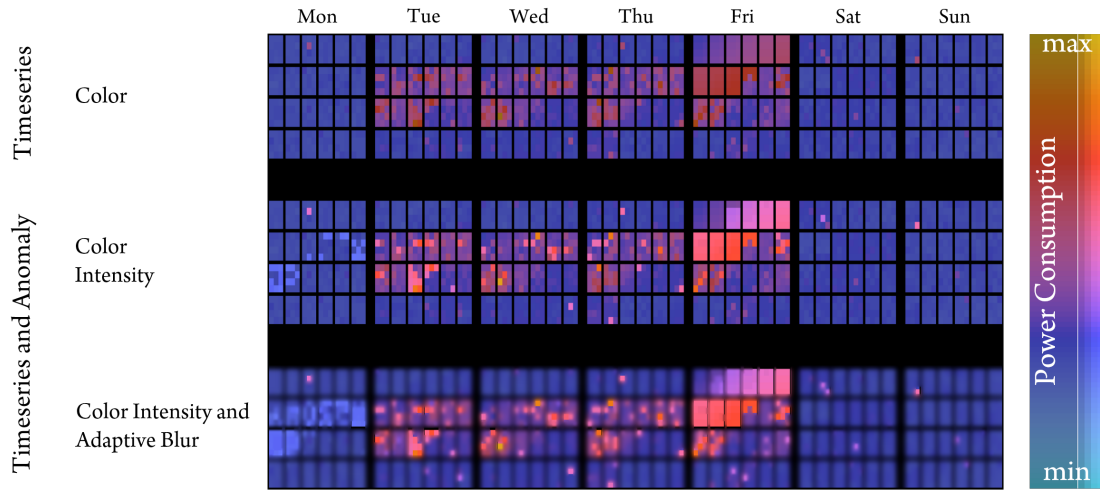 Mon Tue Wed Thu Fri Sat Sun
Timeseries
Color
Timeseries and Anomaly
Color
Intensity
Color Intensity and
Adaptive Blur
max
Power Consumption
min